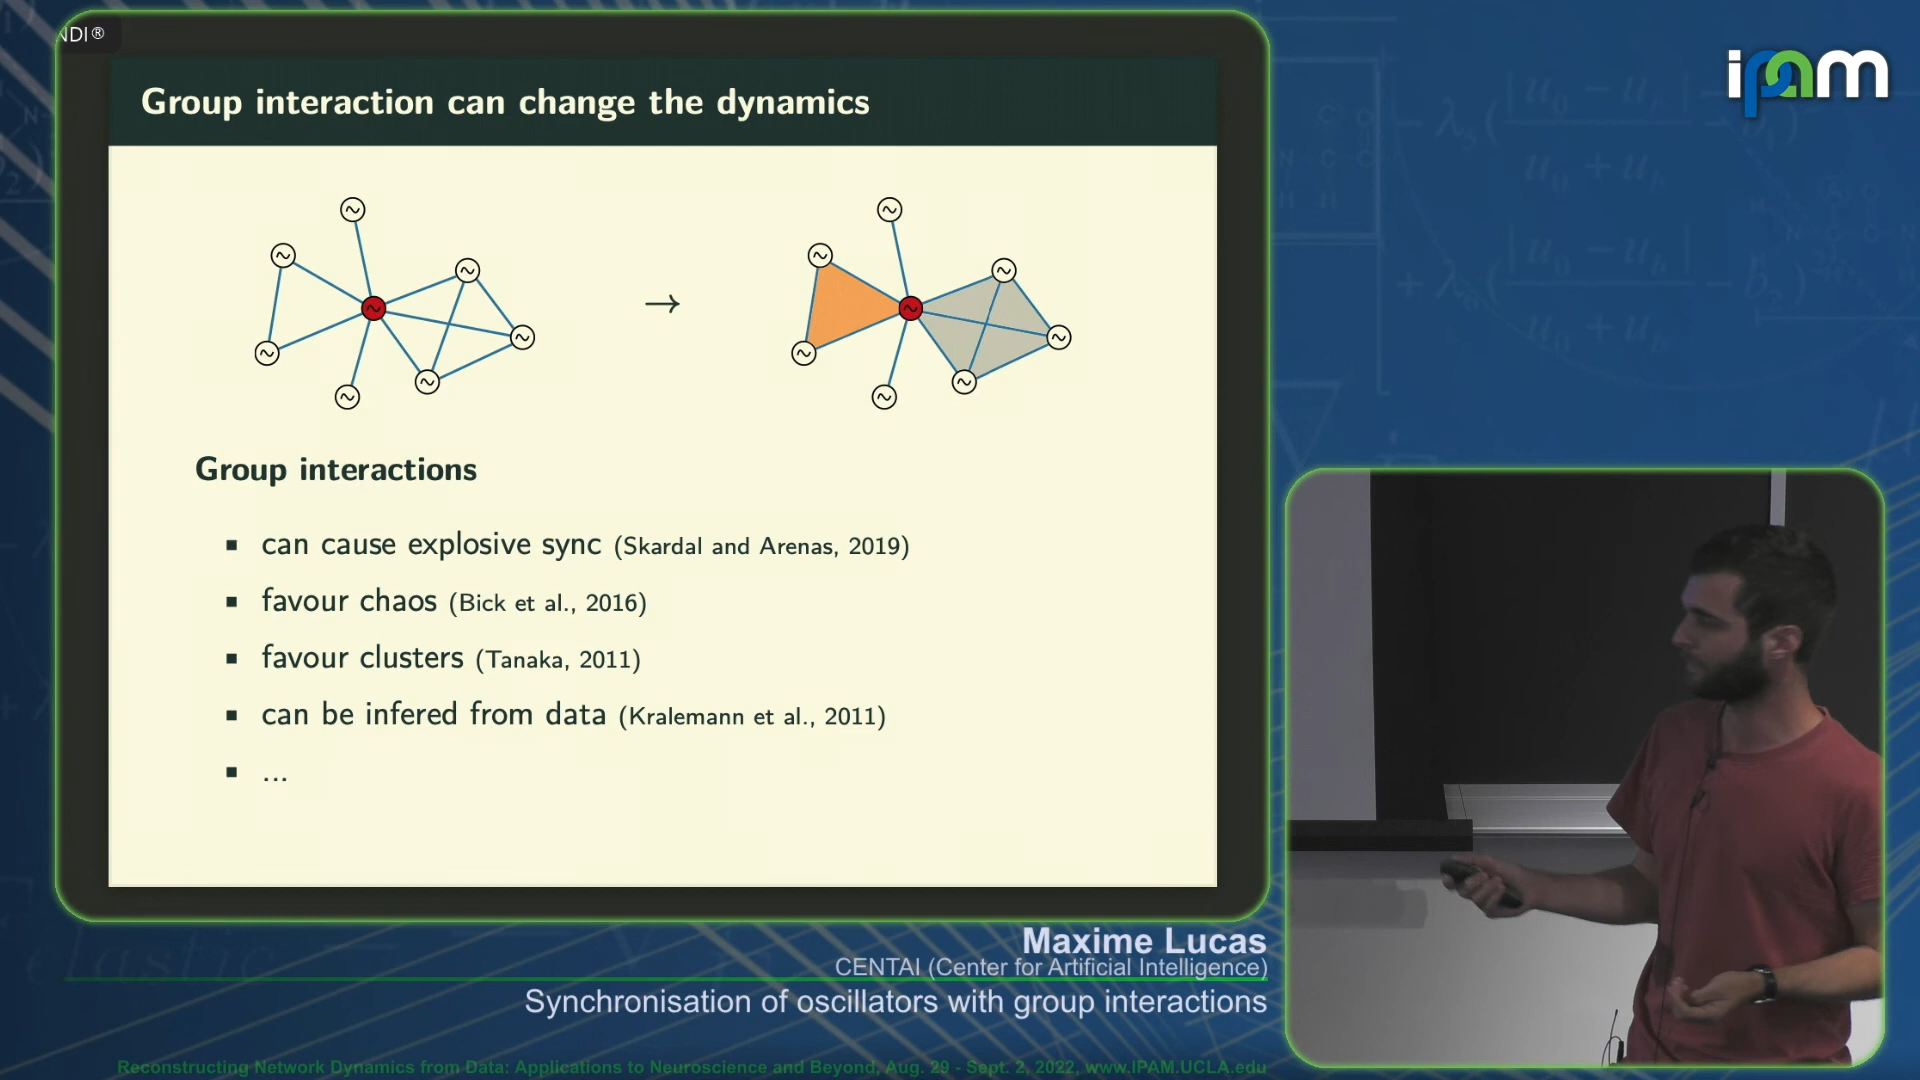 NDI®
ipam
Group interaction can change the dynamics
Group interactions
can cause explosive sync (Skardal and Arenas, 2019)
favour chaos (Bick et al., 2016)
favour clusters (Tanaka, 2011)
can be infered from data (Kralemann et al., 2011)
...
Maxime Lucas
CENTAI (Center for Artificial Intelligence)
Synchronisation of oscillators with group interactions
Reconstructing Network Dynamics from Data: Applications to Neuroscience and Beyond, Aug. 29 - Sept. 2, 2022, www.IPAM.UCLA.edu